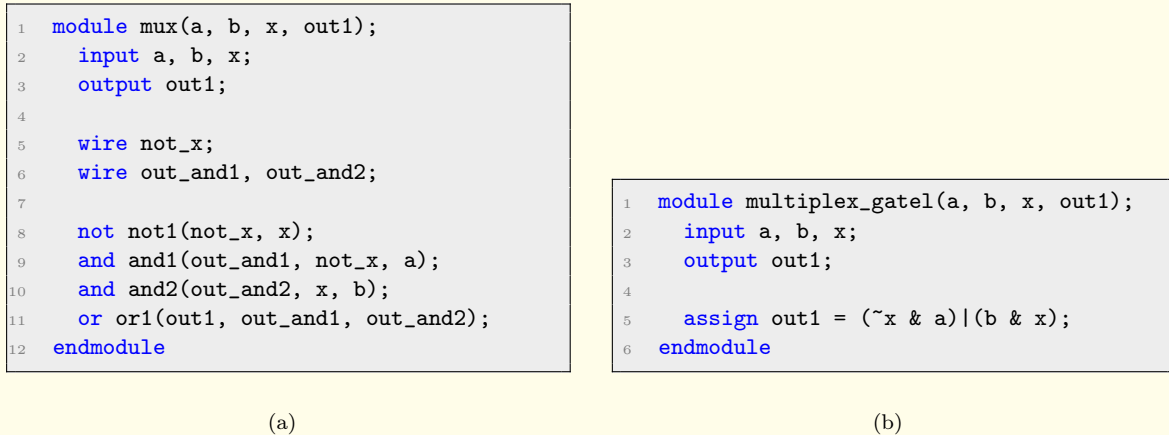 1 module mux(a, b, x, out1);
2 input a, b, x;
3 output out1;
4
5 wire not_x;
6 wire out_and1, out_and2;
7
8 not not1(not_x, x);
9 and and1(out_and1, not_x, a);
10 and and2(out_and2, x, b);
11 or or1(out1, out_and1, out_and2);
12 endmodule
(a)
1 module multiplex_gatel(a, b, x, out1);
2 input a, b, x;
3 output out1;
4
5 assign out1 = (~x & a)|(b & x);
6 endmodule
(b)